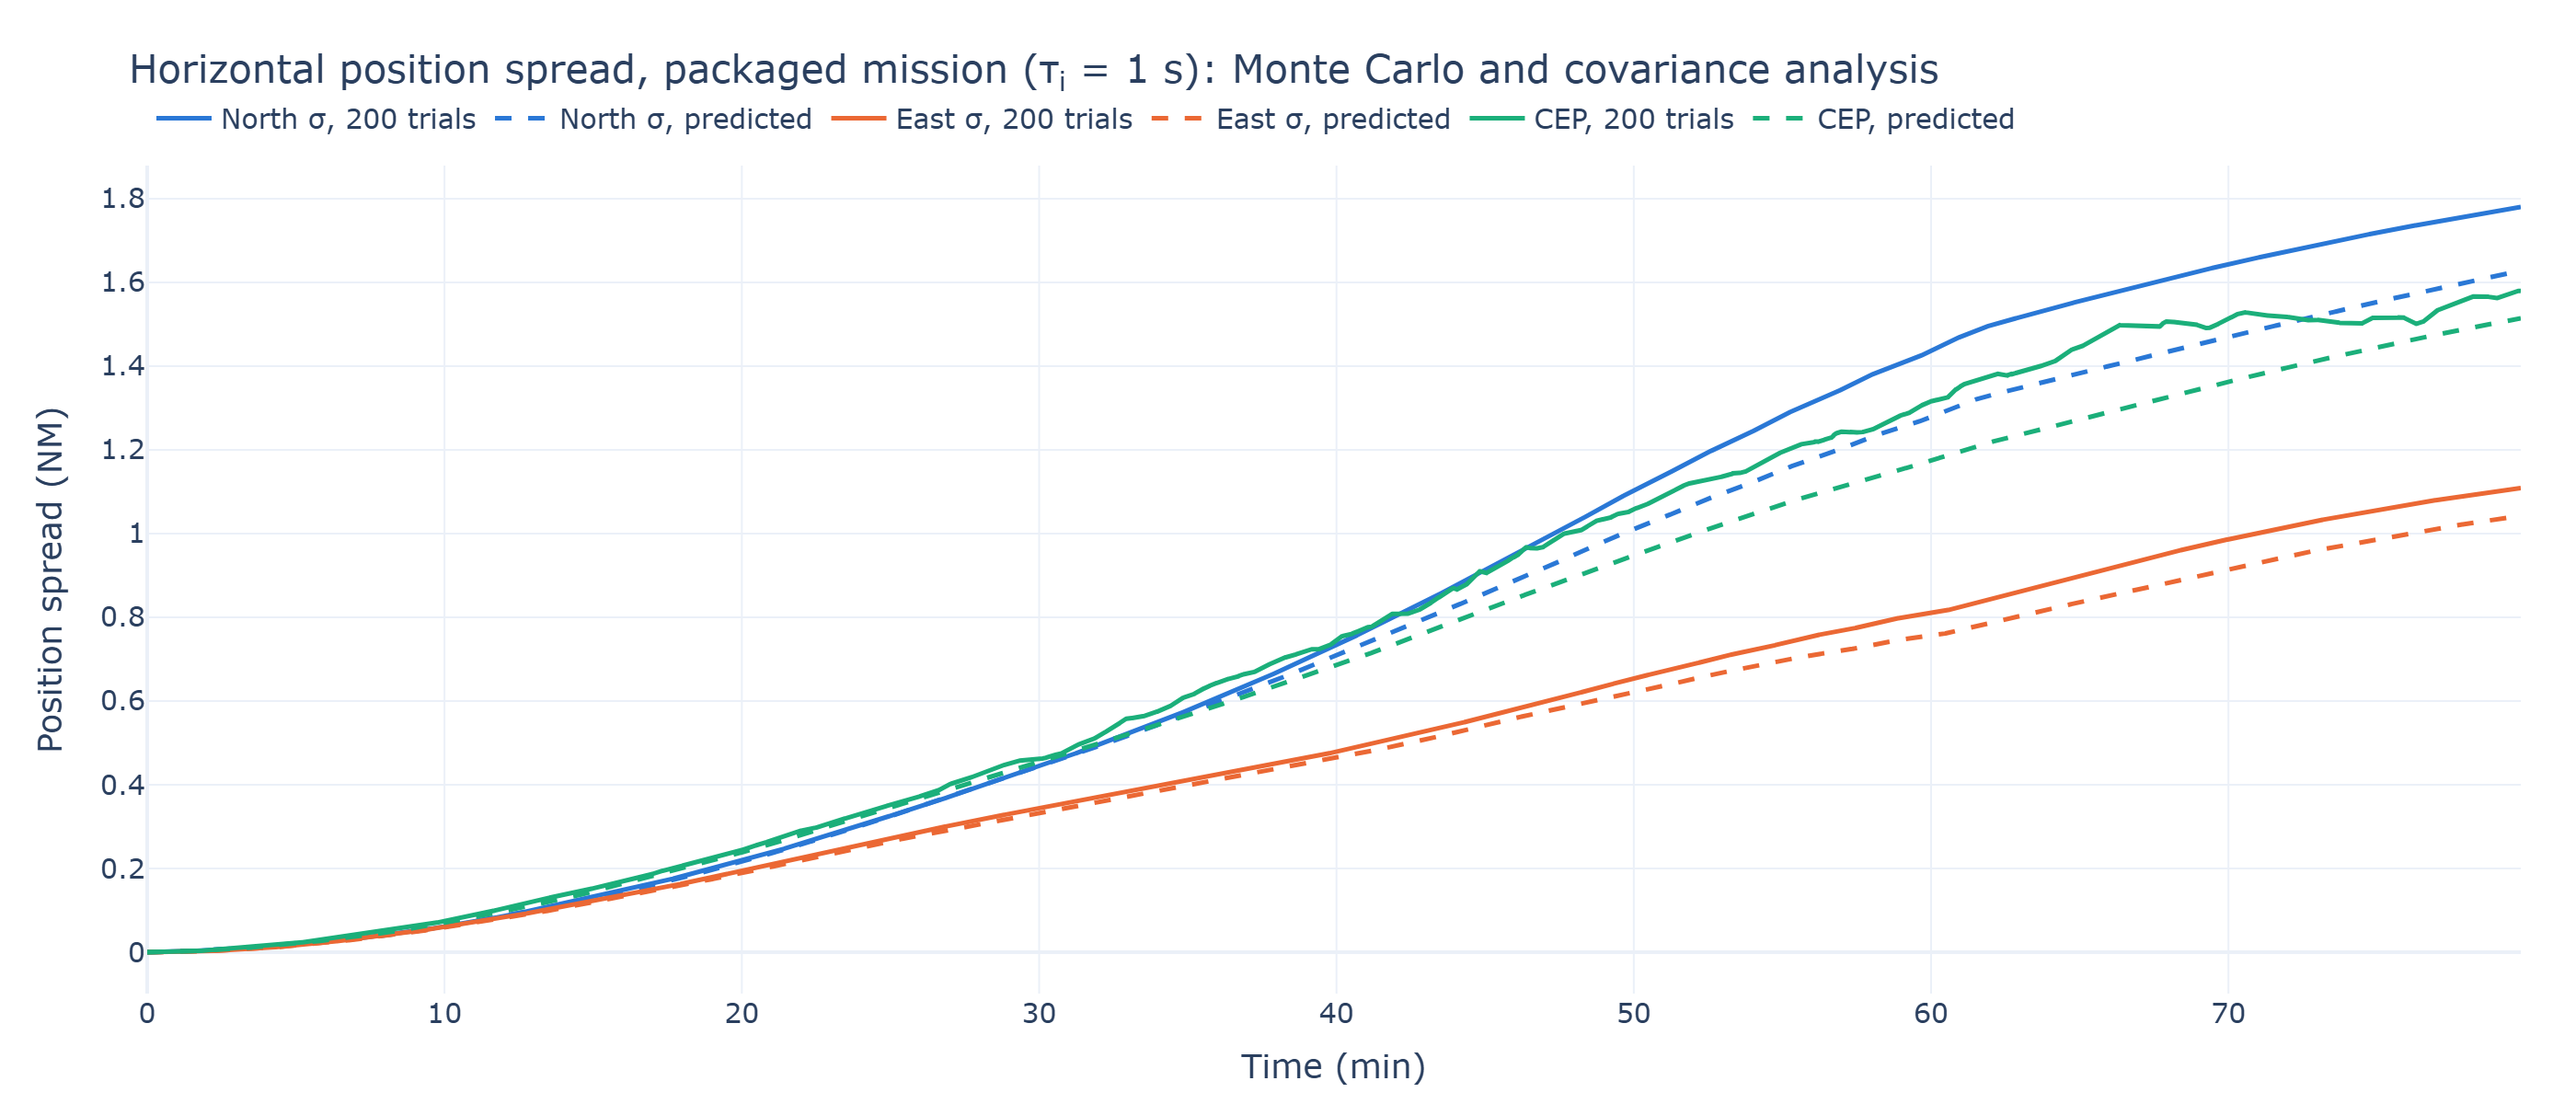 Horizontal position spread, packaged mission (τi = 1 s): Monte Carlo and covariance analysis
North σ, 200 trials North σ, predicted East σ, 200 trials East σ, predicted CEP, 200 trials CEP, predicted
Position spread (NM)
1.8
1.6
1.4
1.2
1
0.8
0.6
0.4
0.2
0
0 10 20 30 40 50 60 70
Time (min)